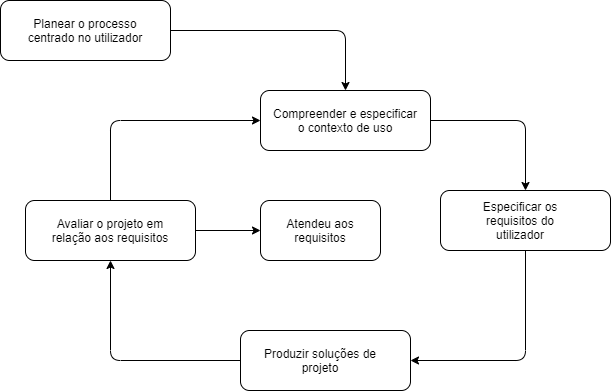 Planear o processo
centrado no utilizador
Compreender e especificar
o contexto de uso
Avaliar o projeto em
relação aos requisitos
Atendeu aos
requisitos
Especificar os
requisitos do
utilizador
Produzir soluções de
projeto